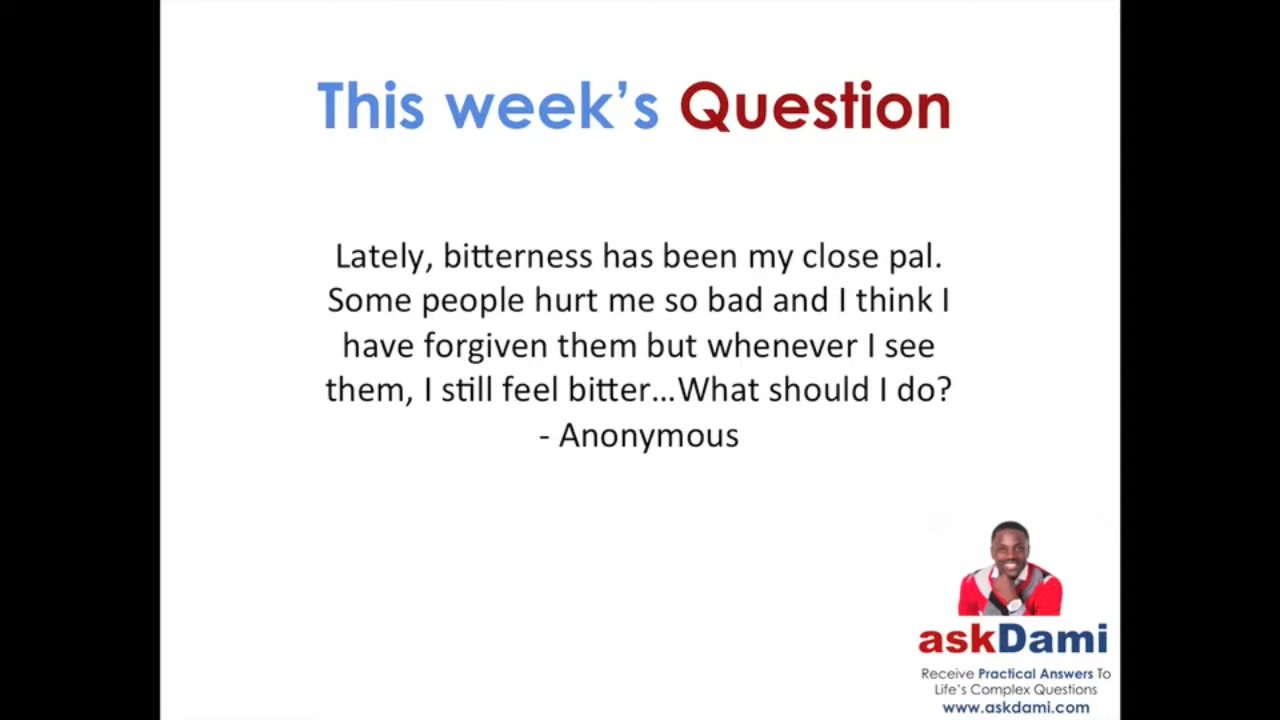 This week’s Question
Lately, bitterness has been my close pal.
Some people hurt me so bad and I think I
have forgiven them but whenever I see
them, I still feel bitter...What should I do?
- Anonymous
askDami
Receive Practical Answers To
Life’s Complex Questions
www.askdami.com